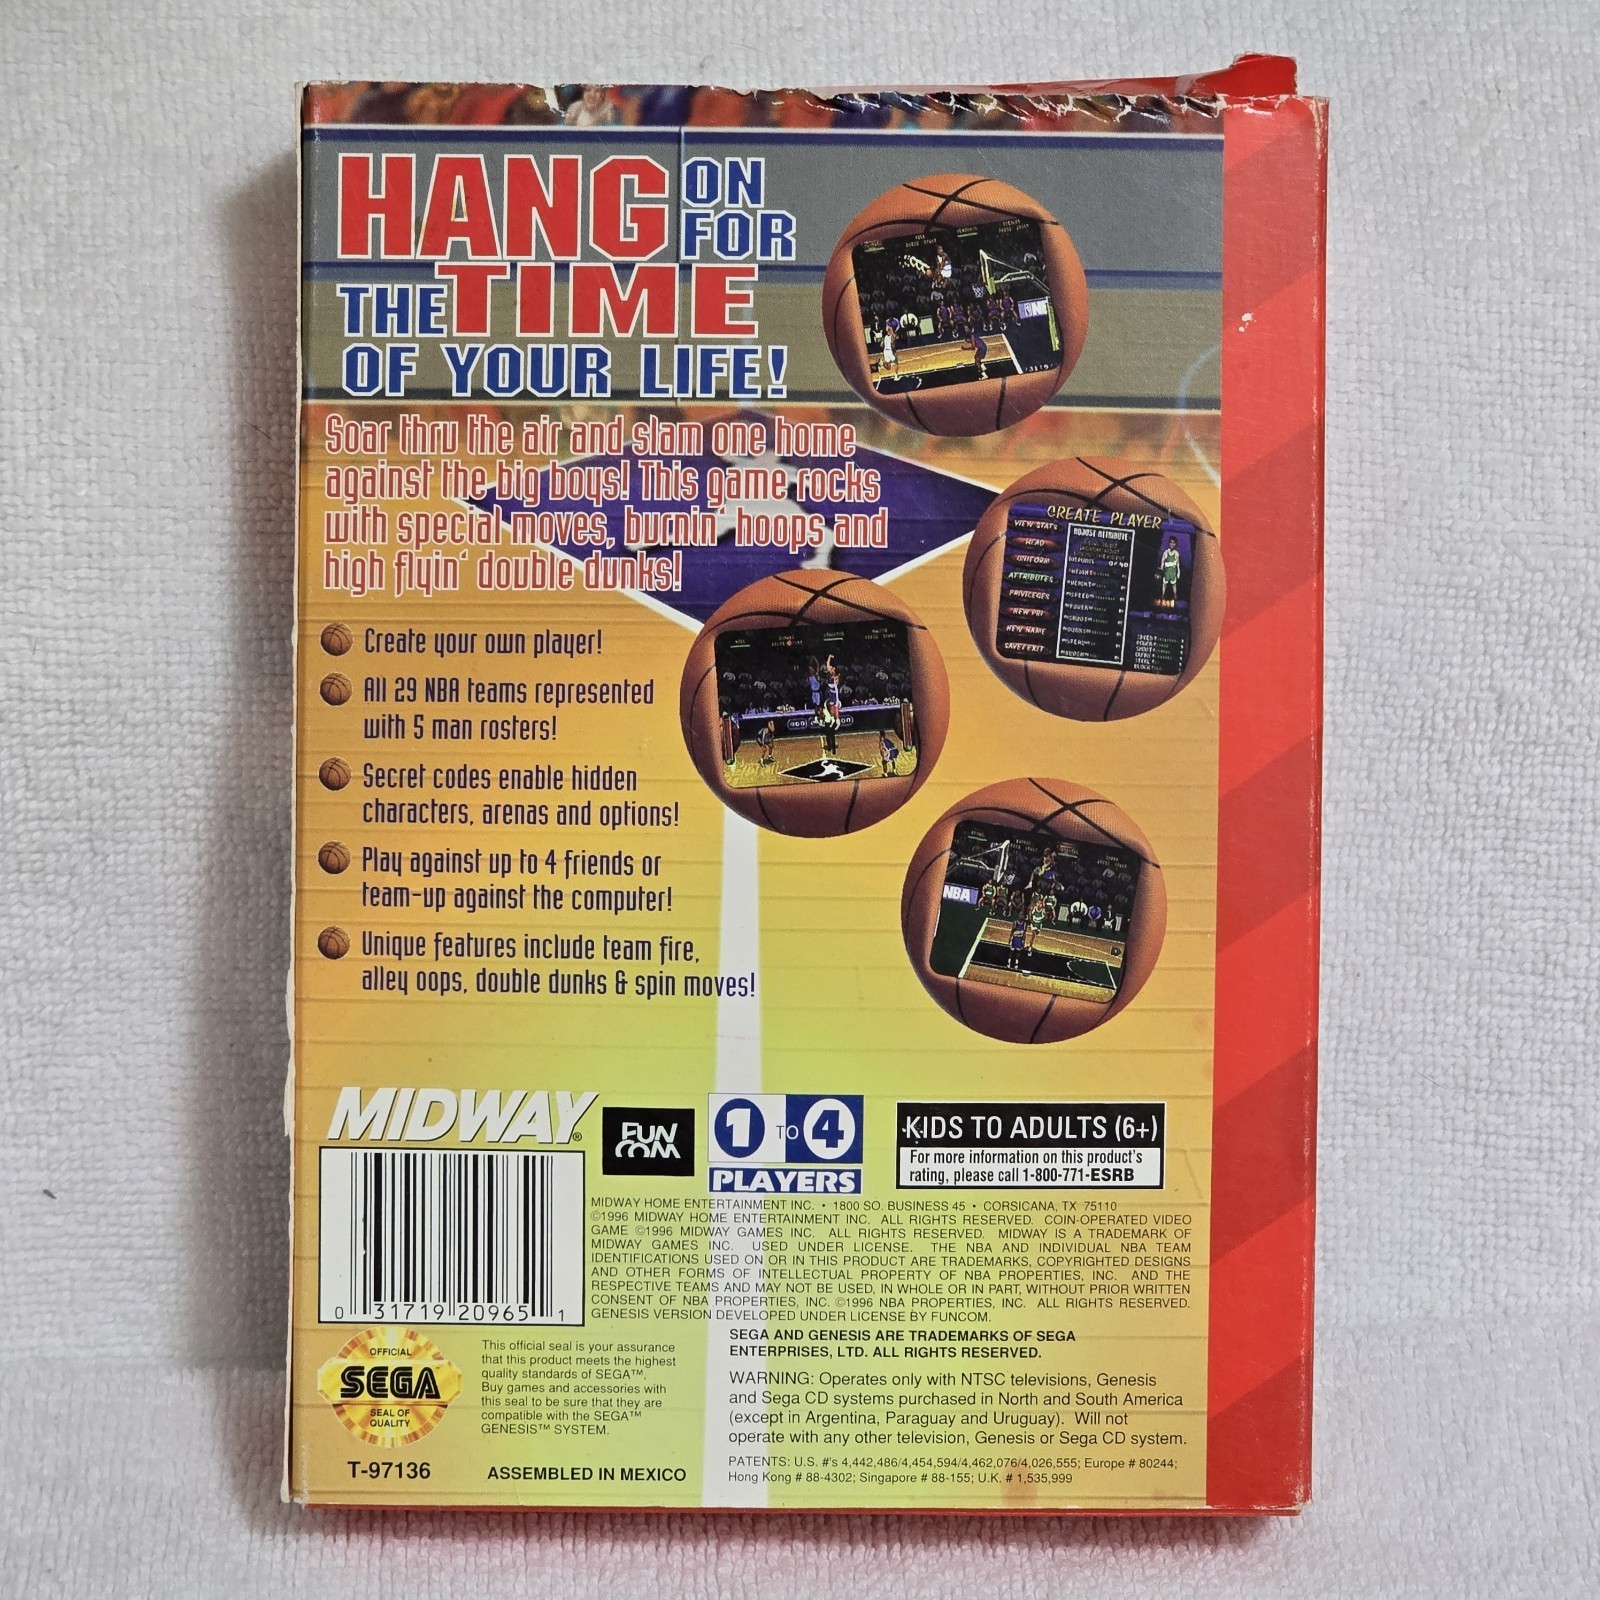 HANG ON
FOR
THE TIME
OF YOUR LIFE!
Soar thru the air and slam one home
against the big boys! This game rocks
with special moves, burnin' hoops and
high flyin' double dunks!
Create your own player!
All 29 NBA teams represented
with 5 man rosters!
Secret codes enable hidden
characters, arenas and options!
Play against up to 4 friends or
team-up against the computer!
Unique features include team fire,
alley oops, double dunks & spin moves!
CREATE PLAYER
VIEW STATS
HEAD
UNIFORM
ATTRIBUTES
PRIVILEGES
NEW PIN
NEW NAME
SAVE/EXIT
ADJUST ATTRIBUTE
NBA
MIDWAY®
FUN
COM
1 TO 4
PLAYERS
KIDS TO ADULTS (6+)
For more information on this product's
rating, please call 1-800-771-ESRB
MIDWAY HOME ENTERTAINMENT INC. • 1800 SO. BUSINESS 45 • CORSICANA, TX 75110
©1996 MIDWAY HOME ENTERTAINMENT INC. ALL RIGHTS RESERVED. COIN-OPERATED VIDEO
GAME ©1996 MIDWAY GAMES INC. ALL RIGHTS RESERVED. MIDWAY IS A TRADEMARK OF
MIDWAY GAMES INC. USED UNDER LICENSE. THE NBA AND INDIVIDUAL NBA TEAM
IDENTIFICATIONS USED ON OR IN THIS PRODUCT ARE TRADEMARKS, COPYRIGHTED DESIGNS
AND OTHER FORMS OF INTELLECTUAL PROPERTY OF NBA PROPERTIES, INC. AND THE
RESPECTIVE TEAMS AND MAY NOT BE USED, IN WHOLE OR IN PART, WITHOUT PRIOR WRITTEN
CONSENT OF NBA PROPERTIES, INC. ©1996 NBA PROPERTIES, INC. ALL RIGHTS RESERVED.
GENESIS VERSION DEVELOPED UNDER LICENSE BY FUNCOM.
0 31719 20965 1
SEGA AND GENESIS ARE TRADEMARKS OF SEGA
ENTERPRISES, LTD. ALL RIGHTS RESERVED.
OFFICIAL
SEGA
SEAL OF
QUALITY
This official seal is your assurance
that this product meets the highest
quality standards of SEGA™.
Buy games and accessories with
this seal to be sure that they are
compatible with the SEGA™
GENESIS™ SYSTEM.
WARNING: Operates only with NTSC televisions, Genesis
and Sega CD systems purchased in North and South America
(except in Argentina, Paraguay and Uruguay). Will not
operate with any other television, Genesis or Sega CD system.
T-97136
ASSEMBLED IN MEXICO
PATENTS: U.S. #'s 4,442,486/4,454,594/4,462,076/4,026,555; Europe # 80244;
Hong Kong # 88-4302; Singapore # 88-155; U.K. # 1,535,999